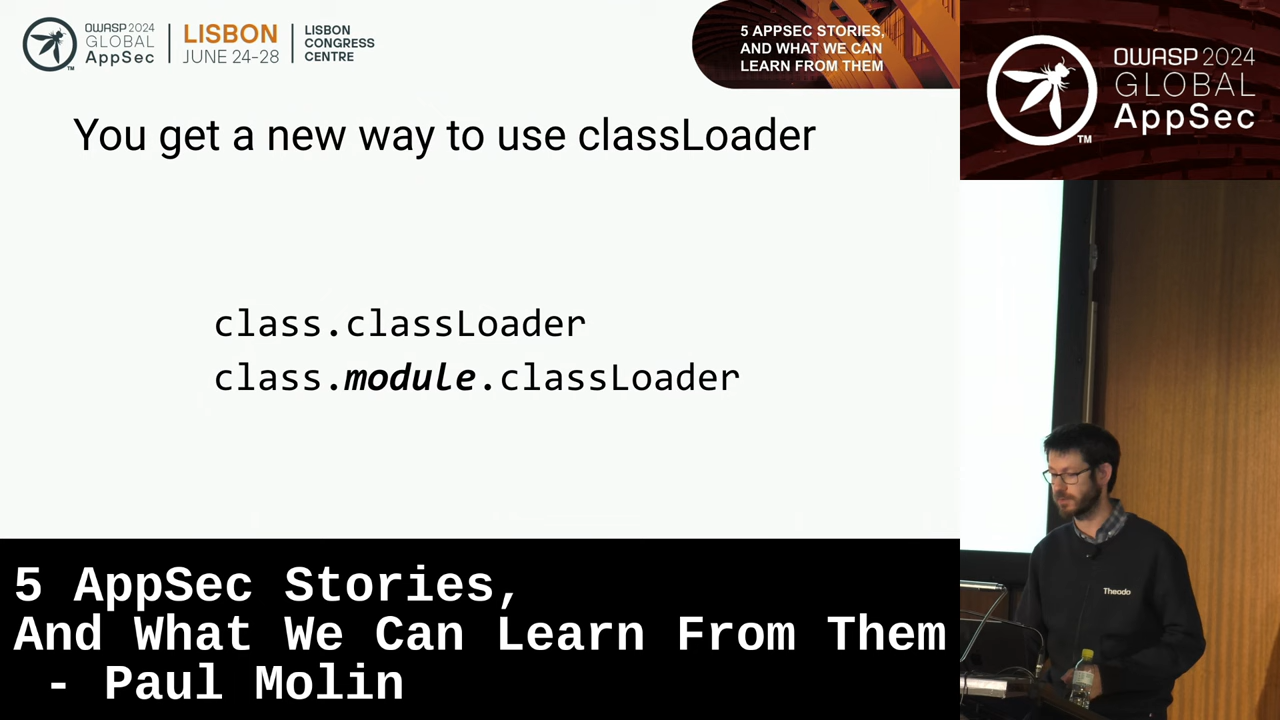 OWASP 2024
GLOBAL
AppSec
TM
LISBON
JUNE 24-28
LISBON
CONGRESS
CENTRE
5 APPSEC STORIES,
AND WHAT WE CAN
LEARN FROM THEM
OWASP 2024
GLOBAL
AppSec
TM
You get a new way to use classLoader
class.classLoader
class.module.classLoader
Theodo
5 AppSec Stories,
And What We Can Learn From Them
- Paul Molin